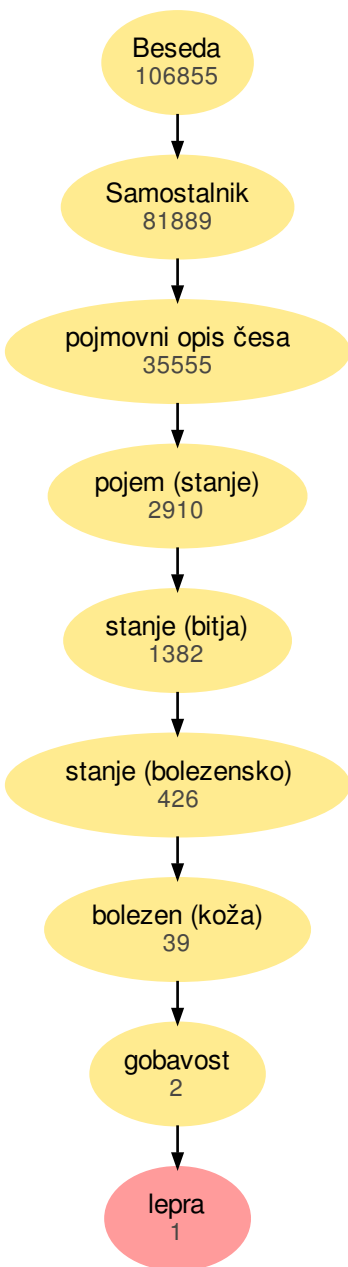 Beseda
106855
Samostalnik
81889
pojmovni opis česa
35555
pojem (stanje)
2910
stanje (bitja)
1382
stanje (bolezensko)
426
bolezen (koža)
39
gobavost
2
lepra
1